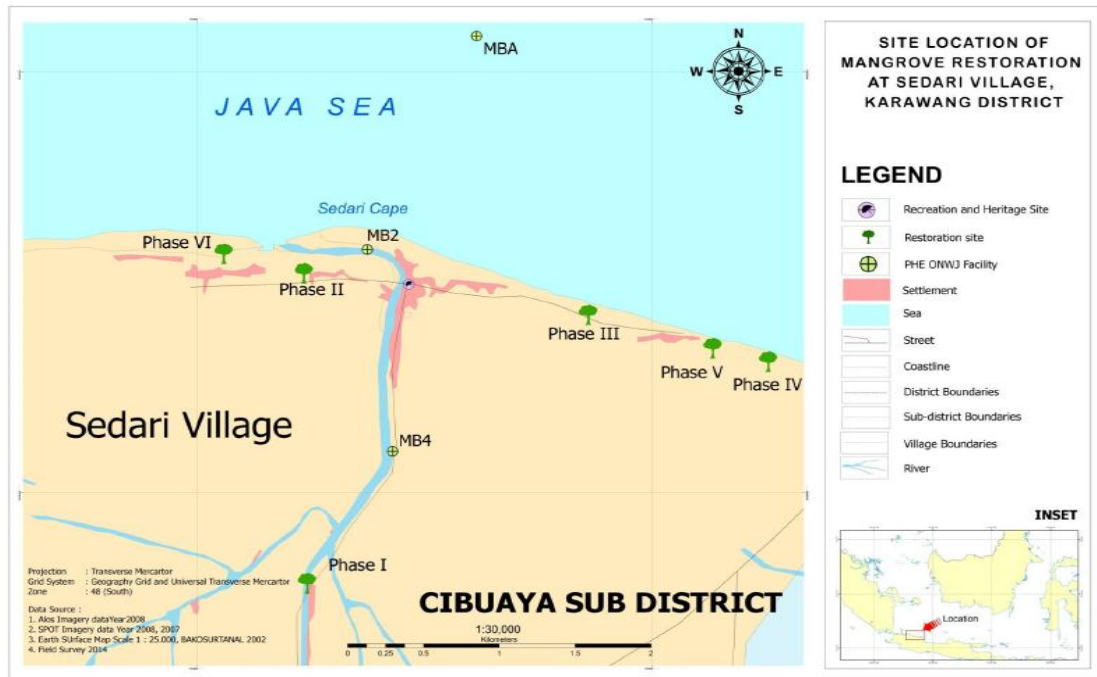 MBA
N
W E
S
JAVA SEA
Sedari Cape
MB2
Phase VI
Phase II
Phase III
Phase V
Phase IV
Sedari Village
MB4
Phase I
CIBUAYA SUB DISTRICT
Projection : Transverse Mercartor
Grid System : Geography Grid and Universal Transverse Mercartor
Zone : 48 (South)
Data Source :
1. Alos Imagery dataYear2008
2. SPOT Imagery data Year 2008, 2007
3. Earth SUrface Map Scale 1 : 25.000, BAKOSURTANAL 2002
4. Field Survey 2014
1:30,000
Kilometers
0 0.25 0.5 1 1.5 2
SITE LOCATION OF
MANGROVE RESTORATION
AT SEDARI VILLAGE,
KARAWANG DISTRICT
LEGEND
Recreation and Heritage Site
Restoration site
PHE ONWJ Facility
Settlement
Sea
Street
Coastline
District Boundaries
Sub-district Boundaries
Village Boundaries
River
INSET
Location